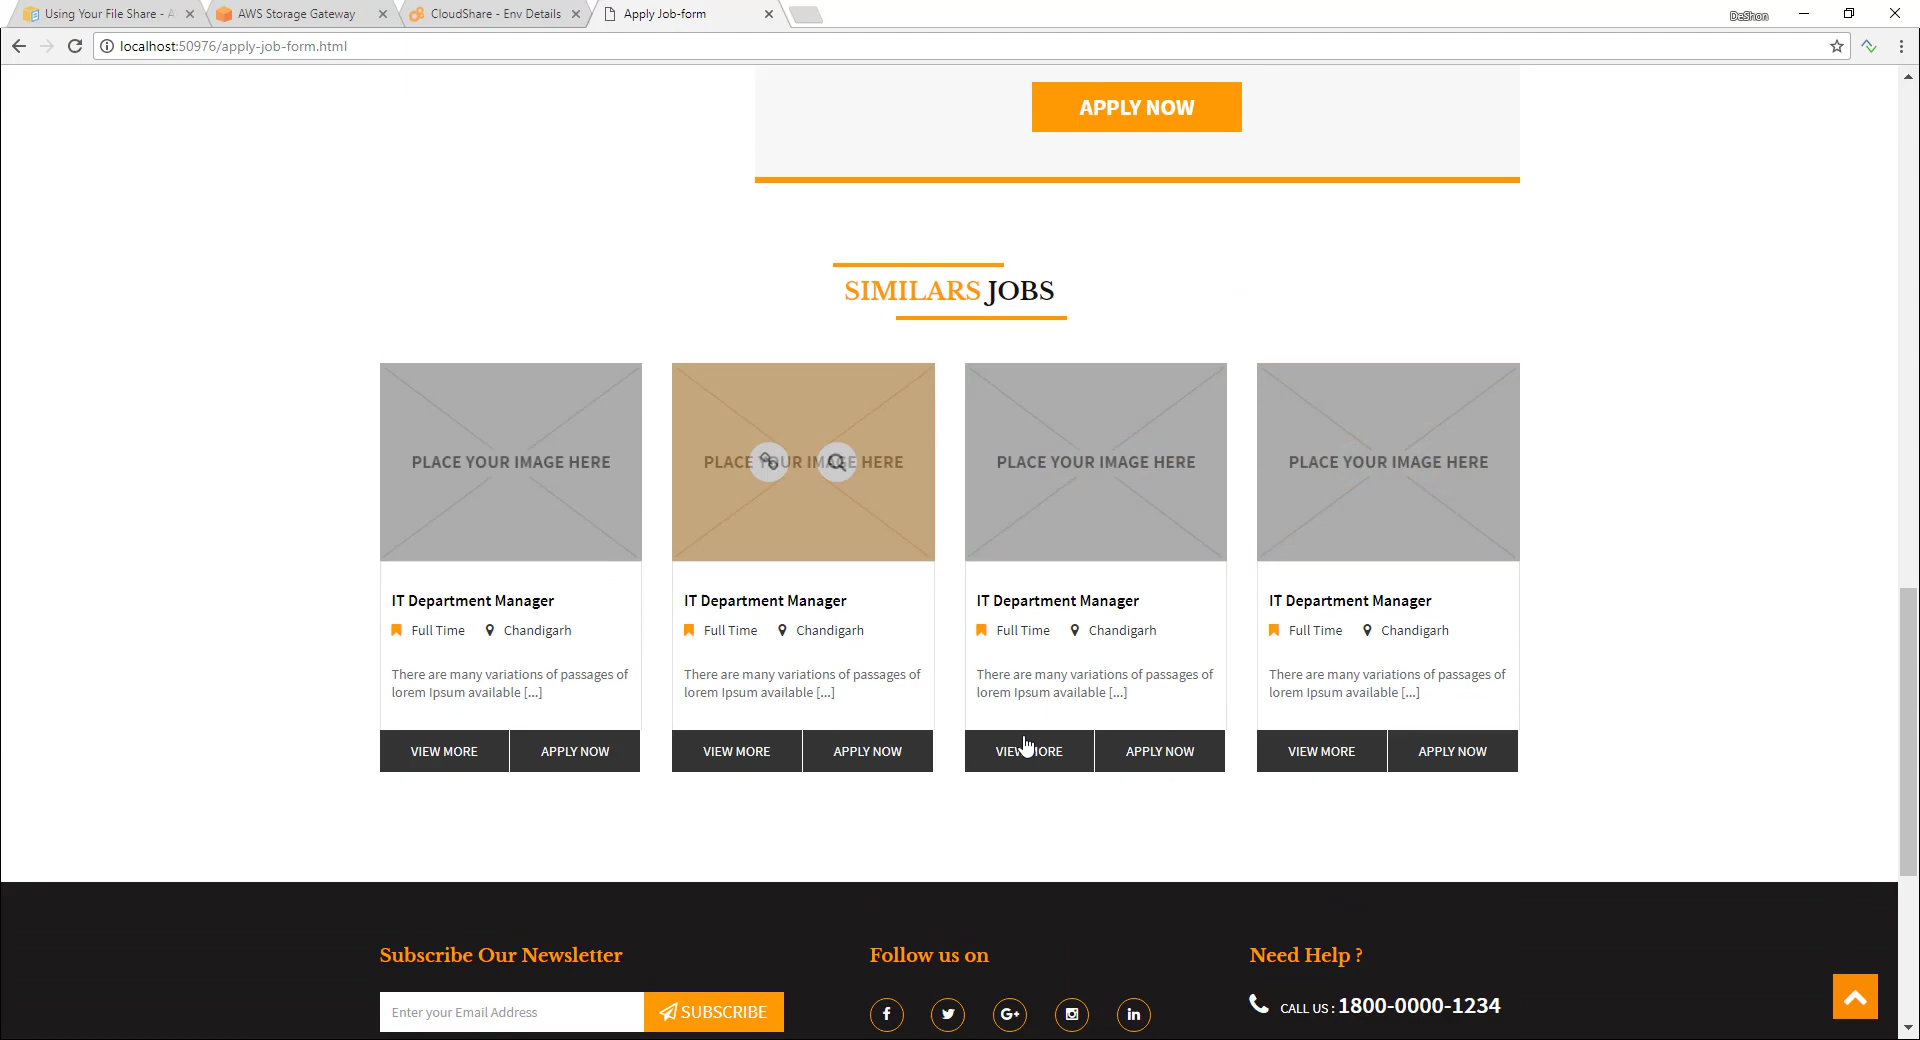 Using Your File Share - A
AWS Storage Gateway
CloudShare - Env Details
Apply Job-form
DeShon
localhost:50976/apply-job-form.html
APPLY NOW
SIMILARS JOBS
PLACE YOUR IMAGE HERE
PLACE YOUR IMAGE HERE
PLACE YOUR IMAGE HERE
PLACE YOUR IMAGE HERE
IT Department Manager
Full Time Chandigarh
There are many variations of passages of
lorem Ipsum available [...]
VIEW MORE APPLY NOW
IT Department Manager
Full Time Chandigarh
There are many variations of passages of
lorem Ipsum available [...]
VIEW MORE APPLY NOW
IT Department Manager
Full Time Chandigarh
There are many variations of passages of
lorem Ipsum available [...]
VIEW MORE APPLY NOW
IT Department Manager
Full Time Chandigarh
There are many variations of passages of
lorem Ipsum available [...]
VIEW MORE APPLY NOW
Subscribe Our Newsletter
Enter your Email Address
SUBSCRIBE
Follow us on
f G+ in
Need Help ?
CALL US : 1800-0000-1234